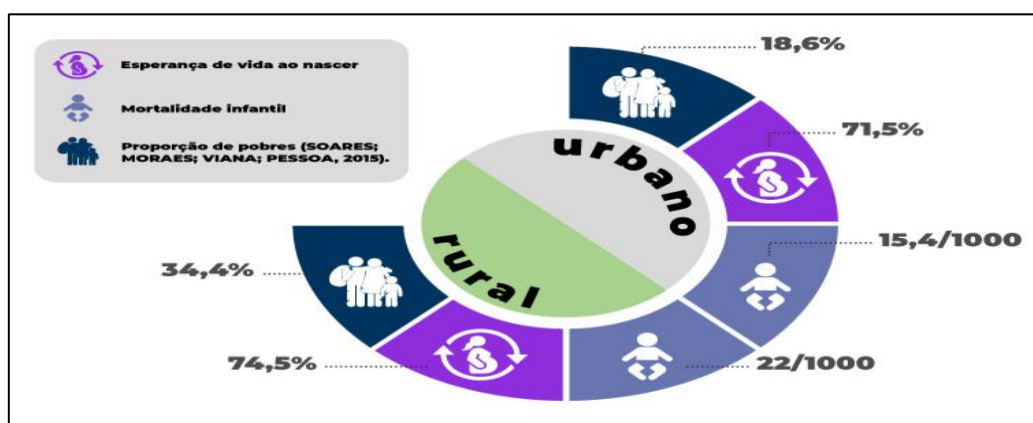 Esperança de vida ao nascer
Mortalidade infantil
Proporção de pobres (SOARES;
MORAES; VIANA; PESSOA, 2015).
18,6%
71,5%
15,4/1000
22/1000
74,5%
34,4%
urbano
rural